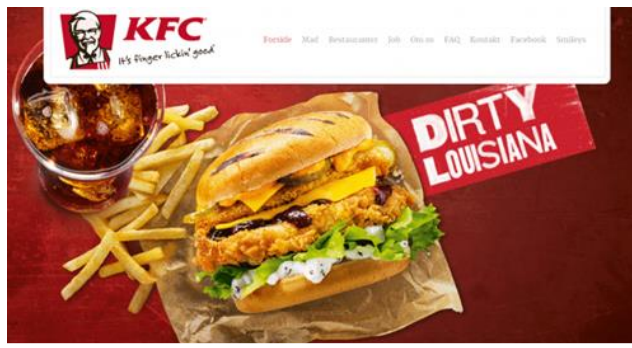 KFC
It's finger lickin' good
Forside Mad Restauranter Job Om os FAQ Kontakt Facebook Smileys
DIRTY
LOUISIANA